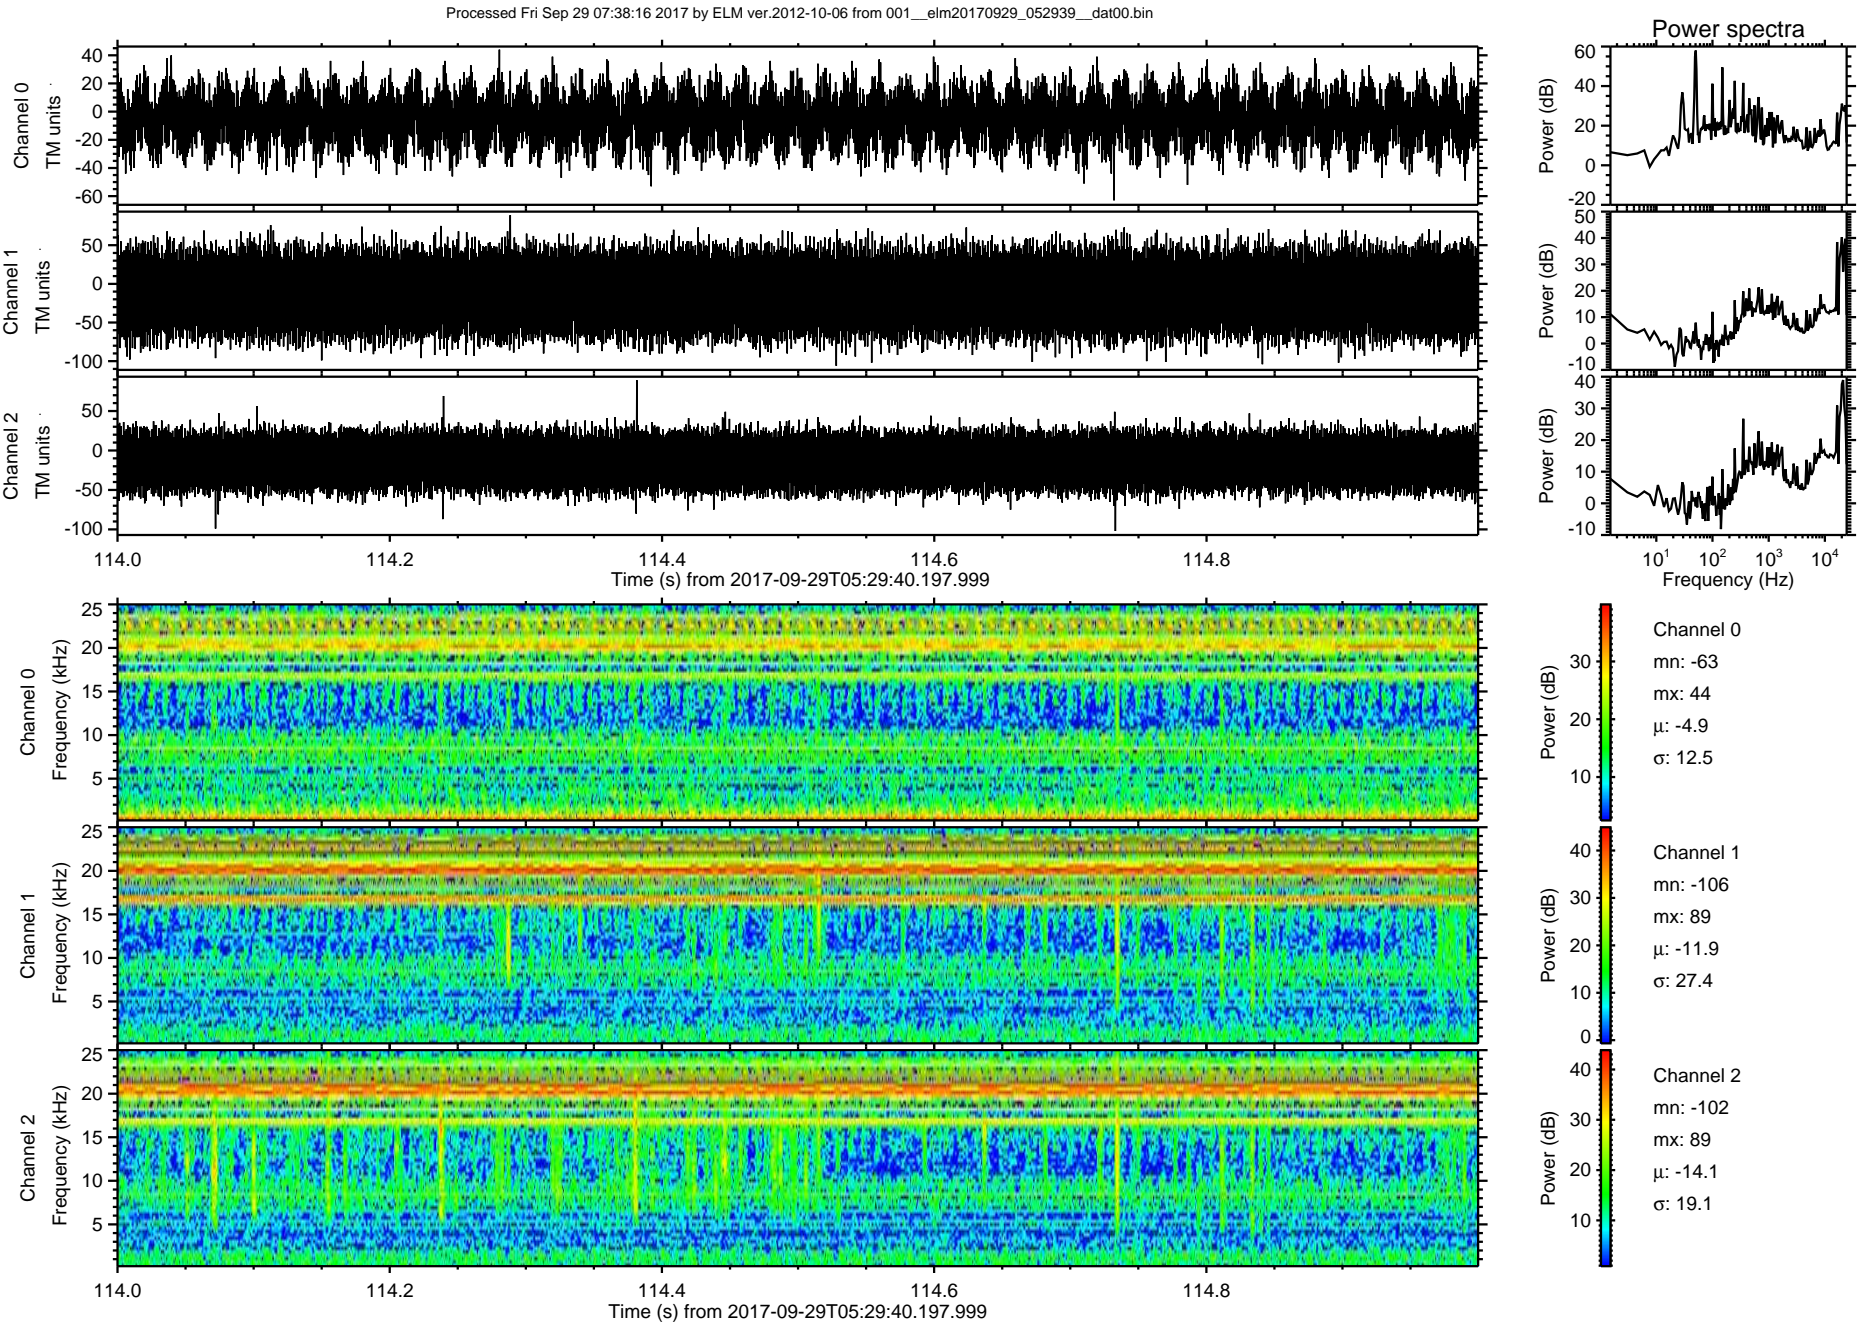 Processed Fri Sep 29 07:38:16 2017 by ELM ver.2012-10-06 from 001__elm20170929_052939__dat00.bin
Power spectra
Channel 0
TM units
40
20
0
-20
-40
-60
Power (dB)
60
40
20
0
-20
Channel 1
TM units
50
0
-50
-100
Power (dB)
50
40
30
20
10
0
-10
Channel 2
TM units
50
0
-50
-100
Power (dB)
40
30
20
10
0
-10
114.0 114.2 114.4 114.6 114.8
Time (s) from 2017-09-29T05:29:40.197.999
10¹ 10² 10³ 10⁴
Frequency (Hz)
Channel 0
Frequency (kHz)
25
20
15
10
5
Power (dB)
30
20
10
Channel 0
mn: -63
mx: 44
μ: -4.9
σ: 12.5
Channel 1
Frequency (kHz)
25
20
15
10
5
Power (dB)
40
30
20
10
0
Channel 1
mn: -106
mx: 89
μ: -11.9
σ: 27.4
Channel 2
Frequency (kHz)
25
20
15
10
5
Power (dB)
40
30
20
10
Channel 2
mn: -102
mx: 89
μ: -14.1
σ: 19.1
114.0 114.2 114.4 114.6 114.8
Time (s) from 2017-09-29T05:29:40.197.999